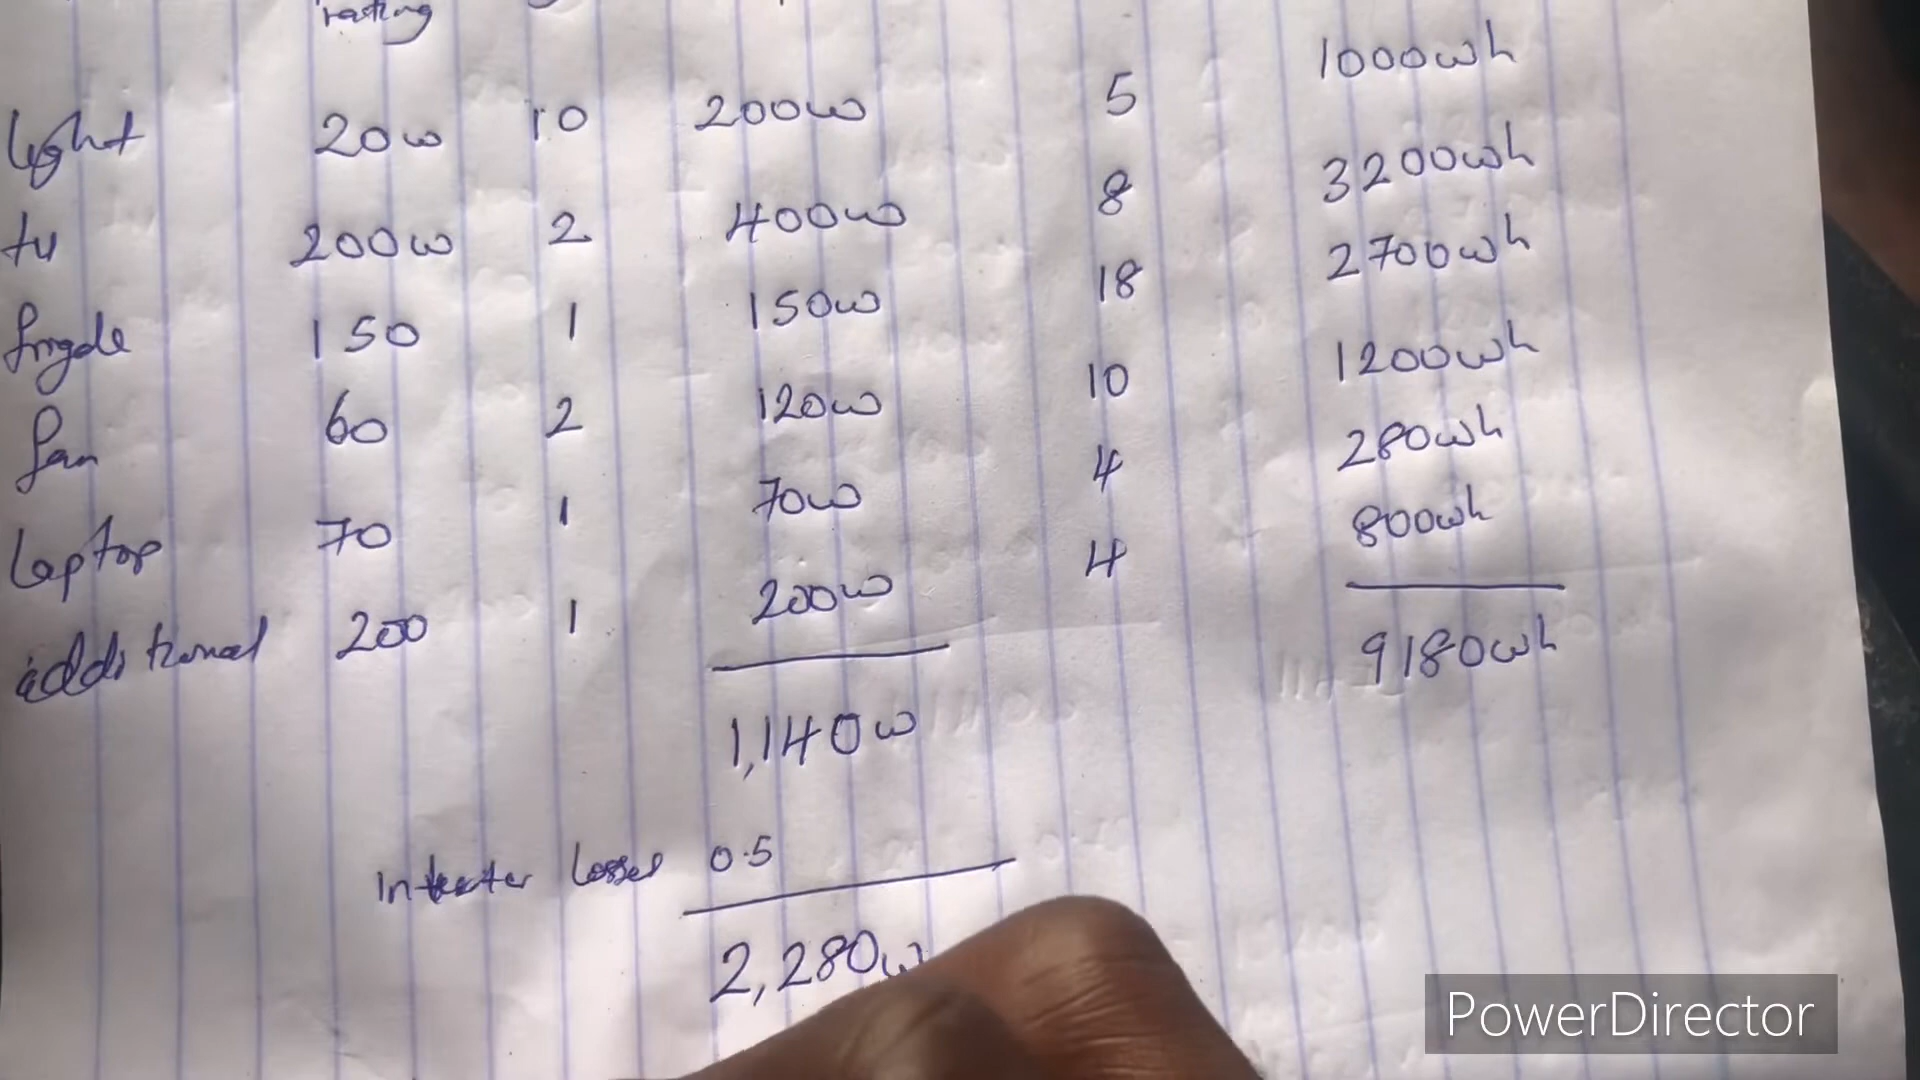 rating
light 20w 10 200w 5 1000wh
tv 200w 2 400w 8 3200wh
frigde 150 1 150w 18 2700wh
fan 60 2 120w 10 1200wh
laptop 70 1 70w 4 280wh
additional 200 1 200w 4 800wh
1,140w 9180wh
losses 0.5
2,280w
PowerDirector